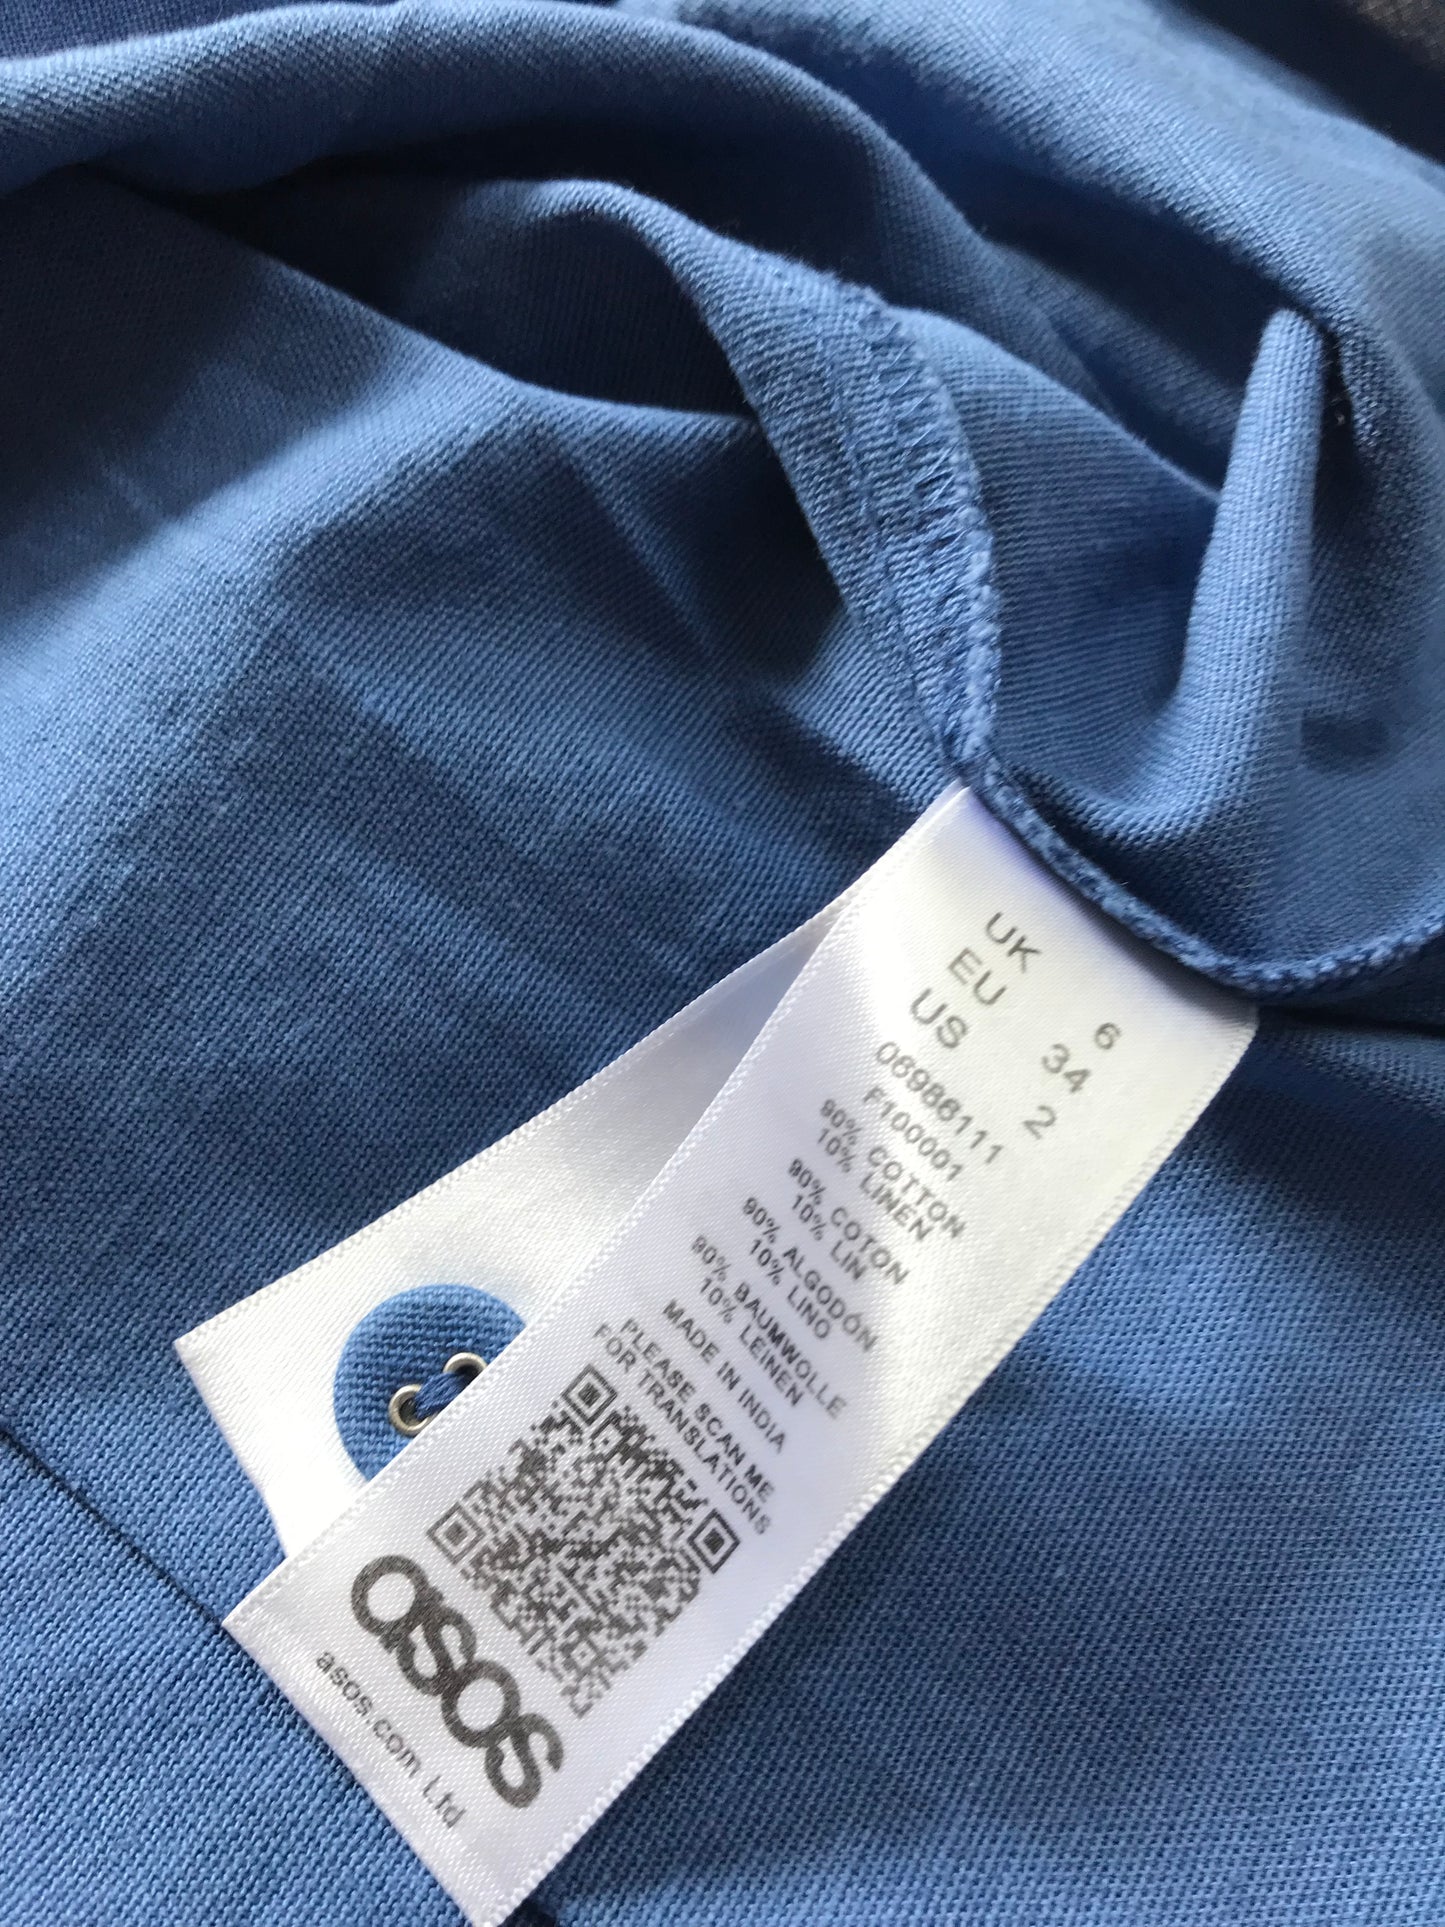 UK 6
EU 34
US 2
06986111
F100001
90% COTTON
10% LINEN
90% COTON
10% LIN
90% ALGODÓN
10% LINO
90% BAUMWOLLE
10% LEINEN
MADE IN INDIA
PLEASE SCAN ME
FOR TRANSLATIONS
asos
asos.com Ltd